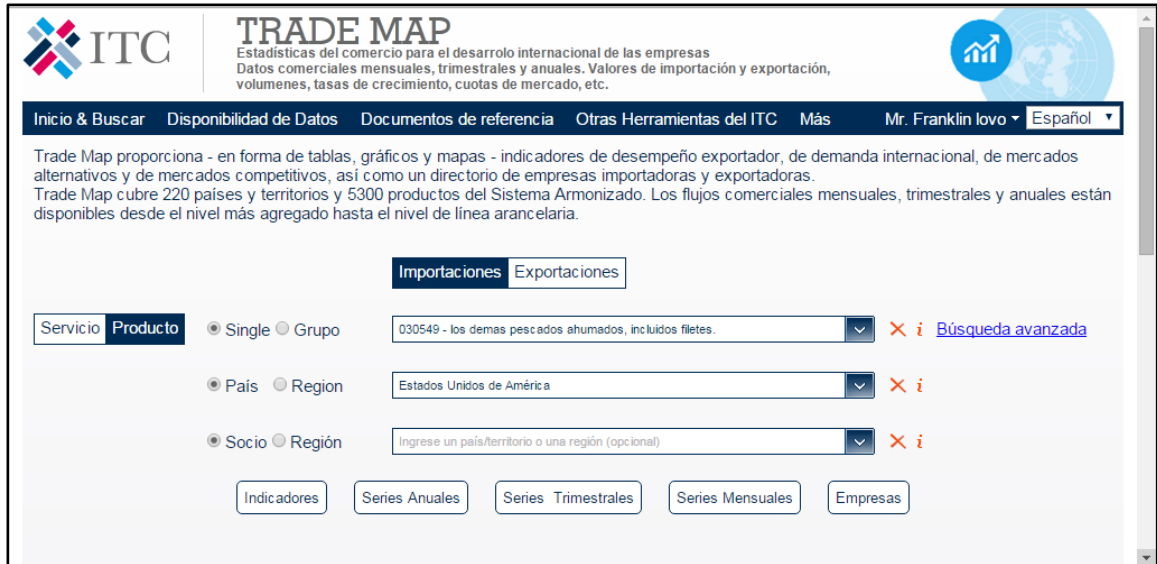 ITC
TRADE MAP
Estadísticas del comercio para el desarrolo internacional de las empresas
Datos comerciales mensuales, trimestrales y anuales. Valores de importación y exportación,
volumenes, tasas de crecimiento, cuotas de mercado, etc.
Inicio & Buscar Disponibilidad de Datos Documentos de referencia Otras Herramientas del ITC Más Mr. Franklin lovo Español
Trade Map proporciona - en forma de tablas, gráficos y mapas - indicadores de desempeño exportador, de demanda internacional, de mercados
alternativos y de mercados competitivos, así como un directorio de empresas importadoras y exportadoras.
Trade Map cubre 220 países y territorios y 5300 productos del Sistema Armonizado. Los flujos comerciales mensuales, trimestrales y anuales están
disponibles desde el nivel más agregado hasta el nivel de línea arancelaria.
Importaciones Exportaciones
Servicio Producto Single Grupo 030549 - los demas pescados ahumados, incluidos filetes. i Búsqueda avanzada
País Region Estados Unidos de América i
Socio Región Ingrese un país/territorio o una región (opcional) i
Indicadores Series Anuales Series Trimestrales Series Mensuales Empresas